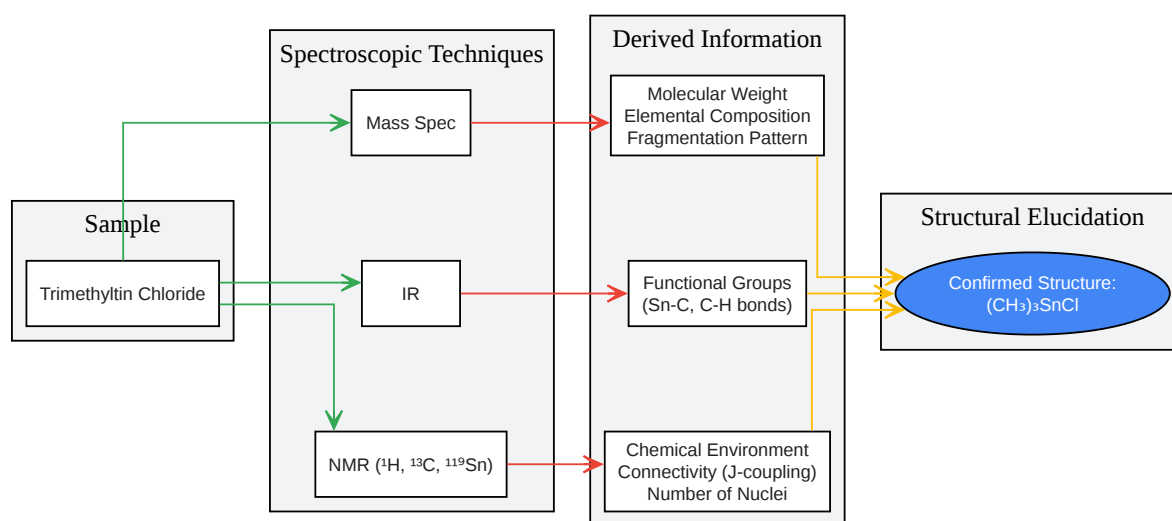 Sample
Trimethyltin Chloride
Spectroscopic Techniques
Mass Spec
IR
NMR (¹H, ¹³C, ¹¹⁹Sn)
Derived Information
Molecular Weight
Elemental Composition
Fragmentation Pattern
Functional Groups
(Sn-C, C-H bonds)
Chemical Environment
Connectivity (J-coupling)
Number of Nuclei
Structural Elucidation
Confirmed Structure:
(CH₃)₃SnCl